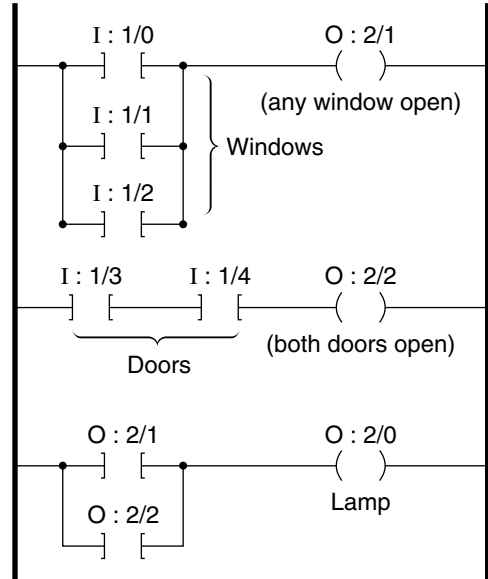 I : 1/0 O : 2/1
(any window open)
I : 1/1
Windows
I : 1/2
I : 1/3 I : 1/4 O : 2/2
(both doors open)
Doors
O : 2/1 O : 2/0
Lamp
O : 2/2